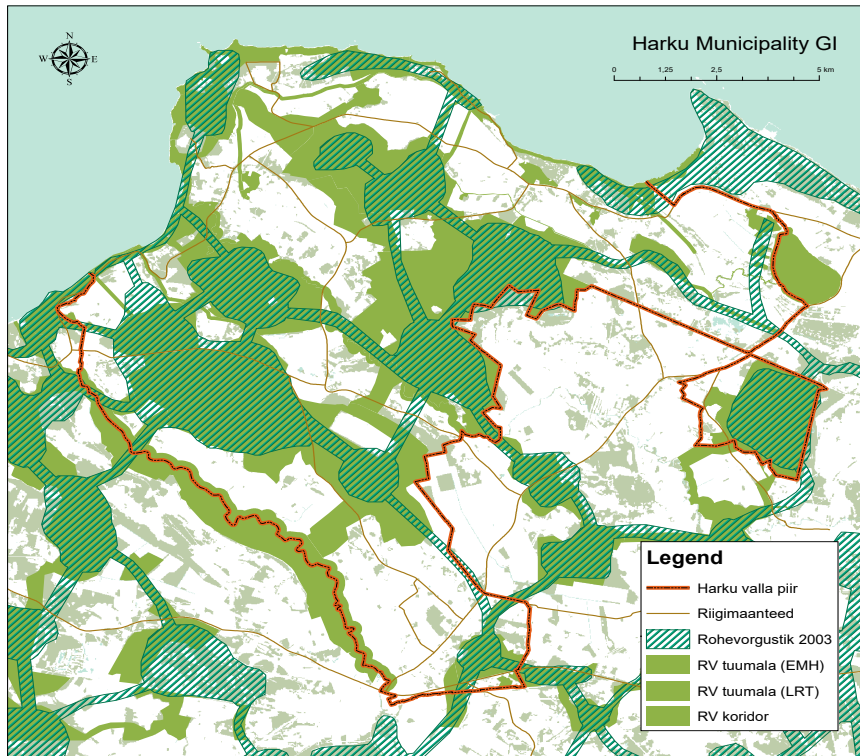 Harku Municipality GI
N
W E
S
0 1,25 2,5 5 km
Legend
Harku valla piir
Riigimaanteed
Rohevorgustik 2003
RV tuumala (EMH)
RV tuumala (LRT)
RV koridor